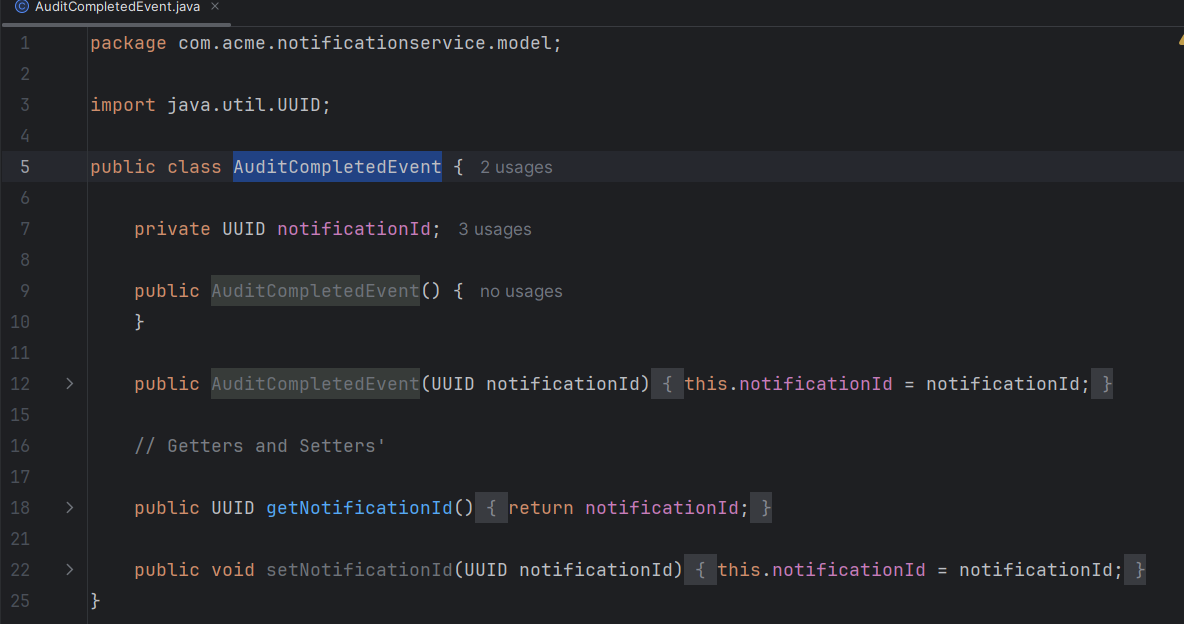 AuditCompletedEvent.java
1 package com.acme.notificationservice.model;
2
3 import java.util.UUID;
4
5 public class AuditCompletedEvent { 2 usages
6
7 private UUID notificationId; 3 usages
8
9 public AuditCompletedEvent() { no usages
10 }
11
12 public AuditCompletedEvent(UUID notificationId) { this.notificationId = notificationId; }
15
16 // Getters and Setters'
17
18 public UUID getNotificationId() { return notificationId; }
21
22 public void setNotificationId(UUID notificationId) { this.notificationId = notificationId; }
25 }